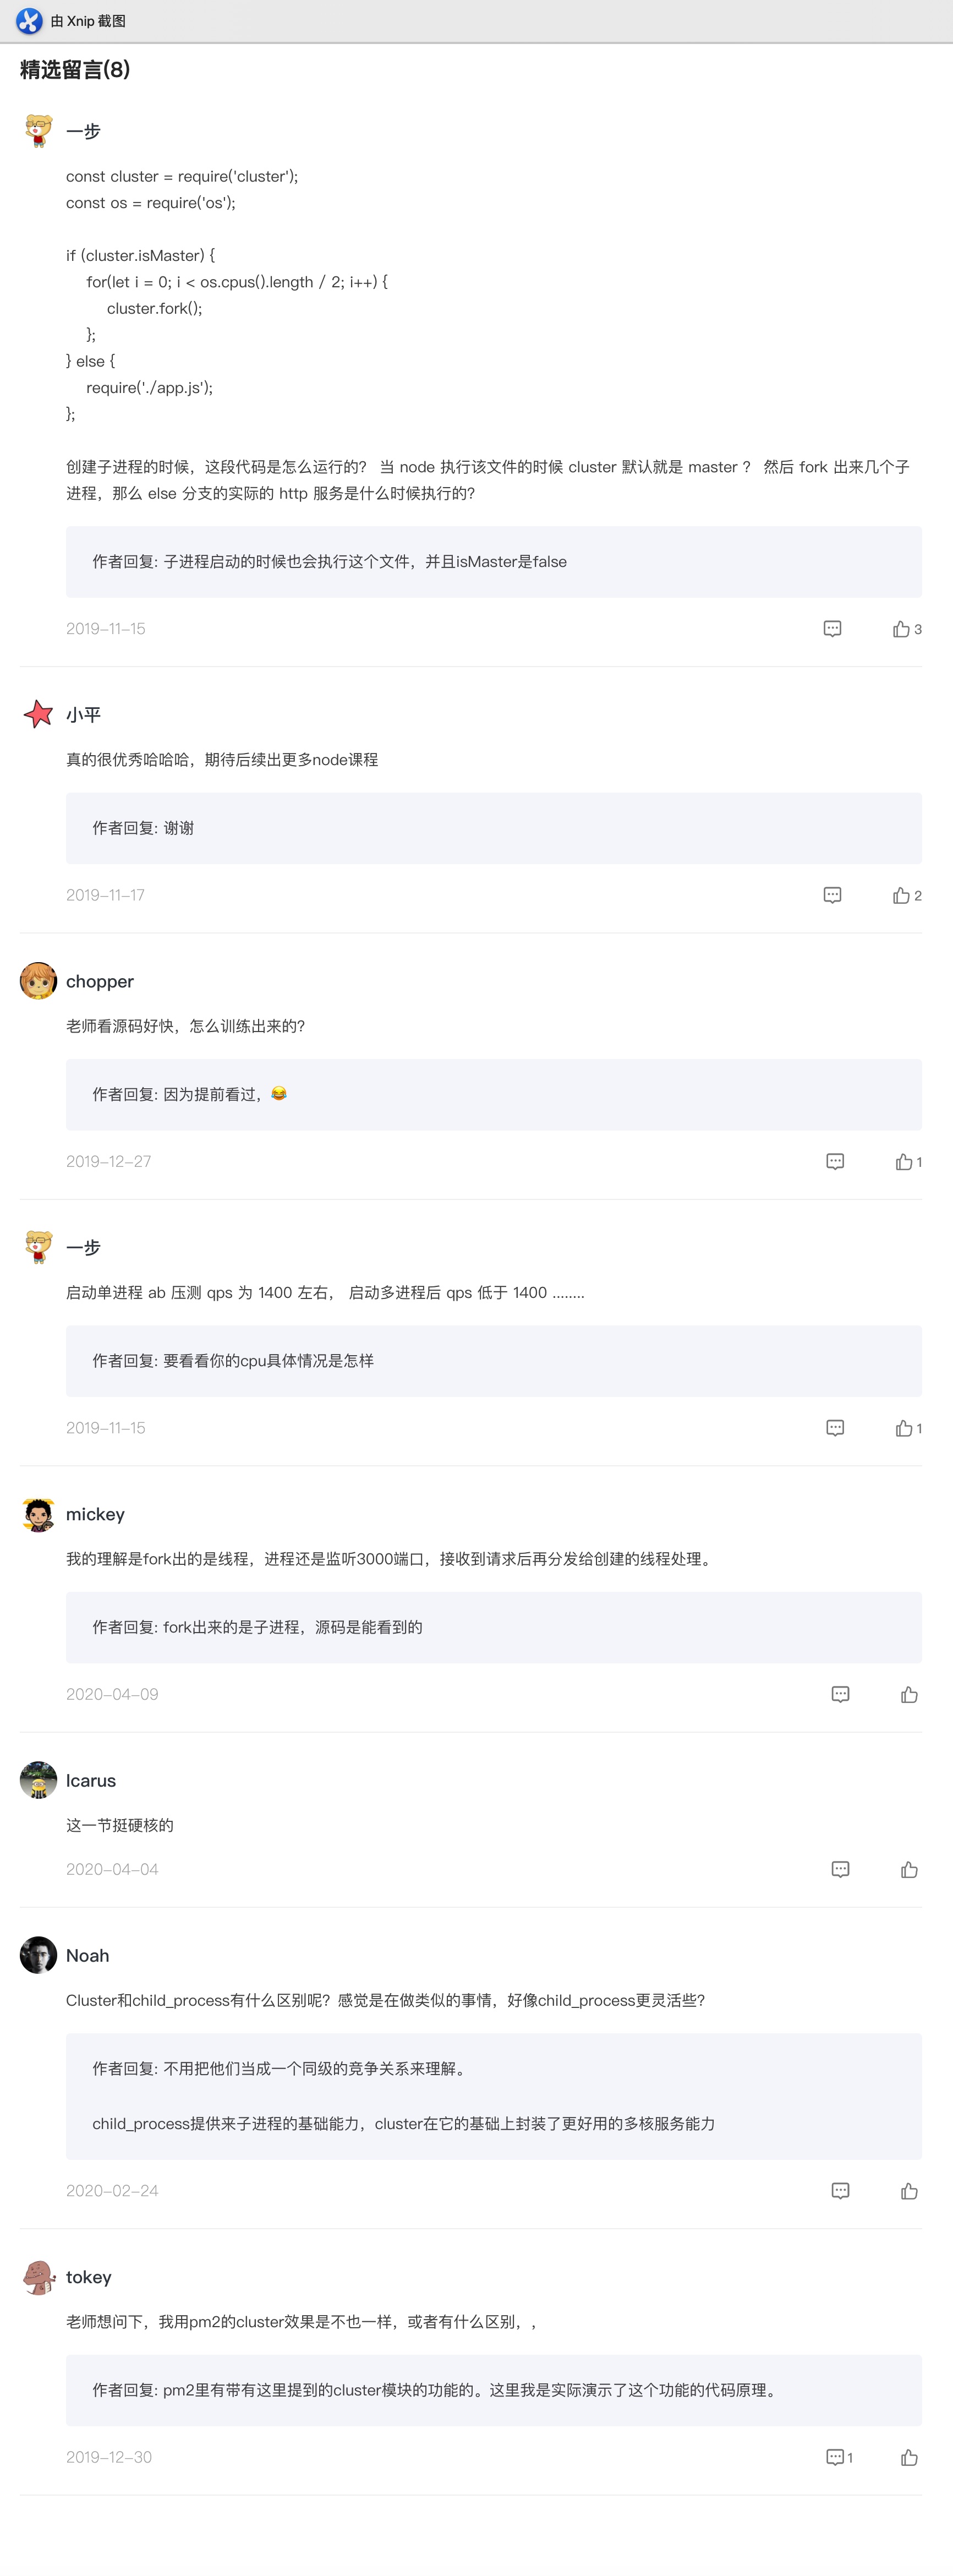 由 Xnip 截图
精选留言(8)
一步
const cluster = require('cluster');
const os = require('os');
if (cluster.isMaster) {
for(let i = 0; i < os.cpus().length / 2; i++) {
cluster.fork();
};
} else {
require('./app.js');
};
创建子进程的时候，这段代码是怎么运行的？ 当 node 执行该文件的时候 cluster 默认就是 master ？ 然后 fork 出来几个子
进程，那么 else 分支的实际的 http 服务是什么时候执行的？
作者回复: 子进程启动的时候也会执行这个文件，并且isMaster是false
2019-11-15
3
小平
真的很优秀哈哈哈，期待后续出更多node课程
作者回复: 谢谢
2019-11-17
2
chopper
老师看源码好快，怎么训练出来的？
作者回复: 因为提前看过，😂
2019-12-27
1
一步
启动单进程 ab 压测 qps 为 1400 左右， 启动多进程后 qps 低于 1400 ........
作者回复: 要看看你的cpu具体情况是怎样
2019-11-15
1
mickey
我的理解是fork出的是线程，进程还是监听3000端口，接收到请求后再分发给创建的线程处理。
作者回复: fork出来的是子进程，源码是能看到的
2020-04-09
Icarus
这一节挺硬核的
2020-04-04
Noah
Cluster和child_process有什么区别呢？感觉是在做类似的事情，好像child_process更灵活些？
作者回复: 不用把他们当成一个同级的竞争关系来理解。
child_process提供来子进程的基础能力，cluster在它的基础上封装了更好用的多核服务能力
2020-02-24
tokey
老师想问下，我用pm2的cluster效果是不也一样，或者有什么区别，，
作者回复: pm2里有带有这里提到的cluster模块的功能的。这里我是实际演示了这个功能的代码原理。
2019-12-30
1